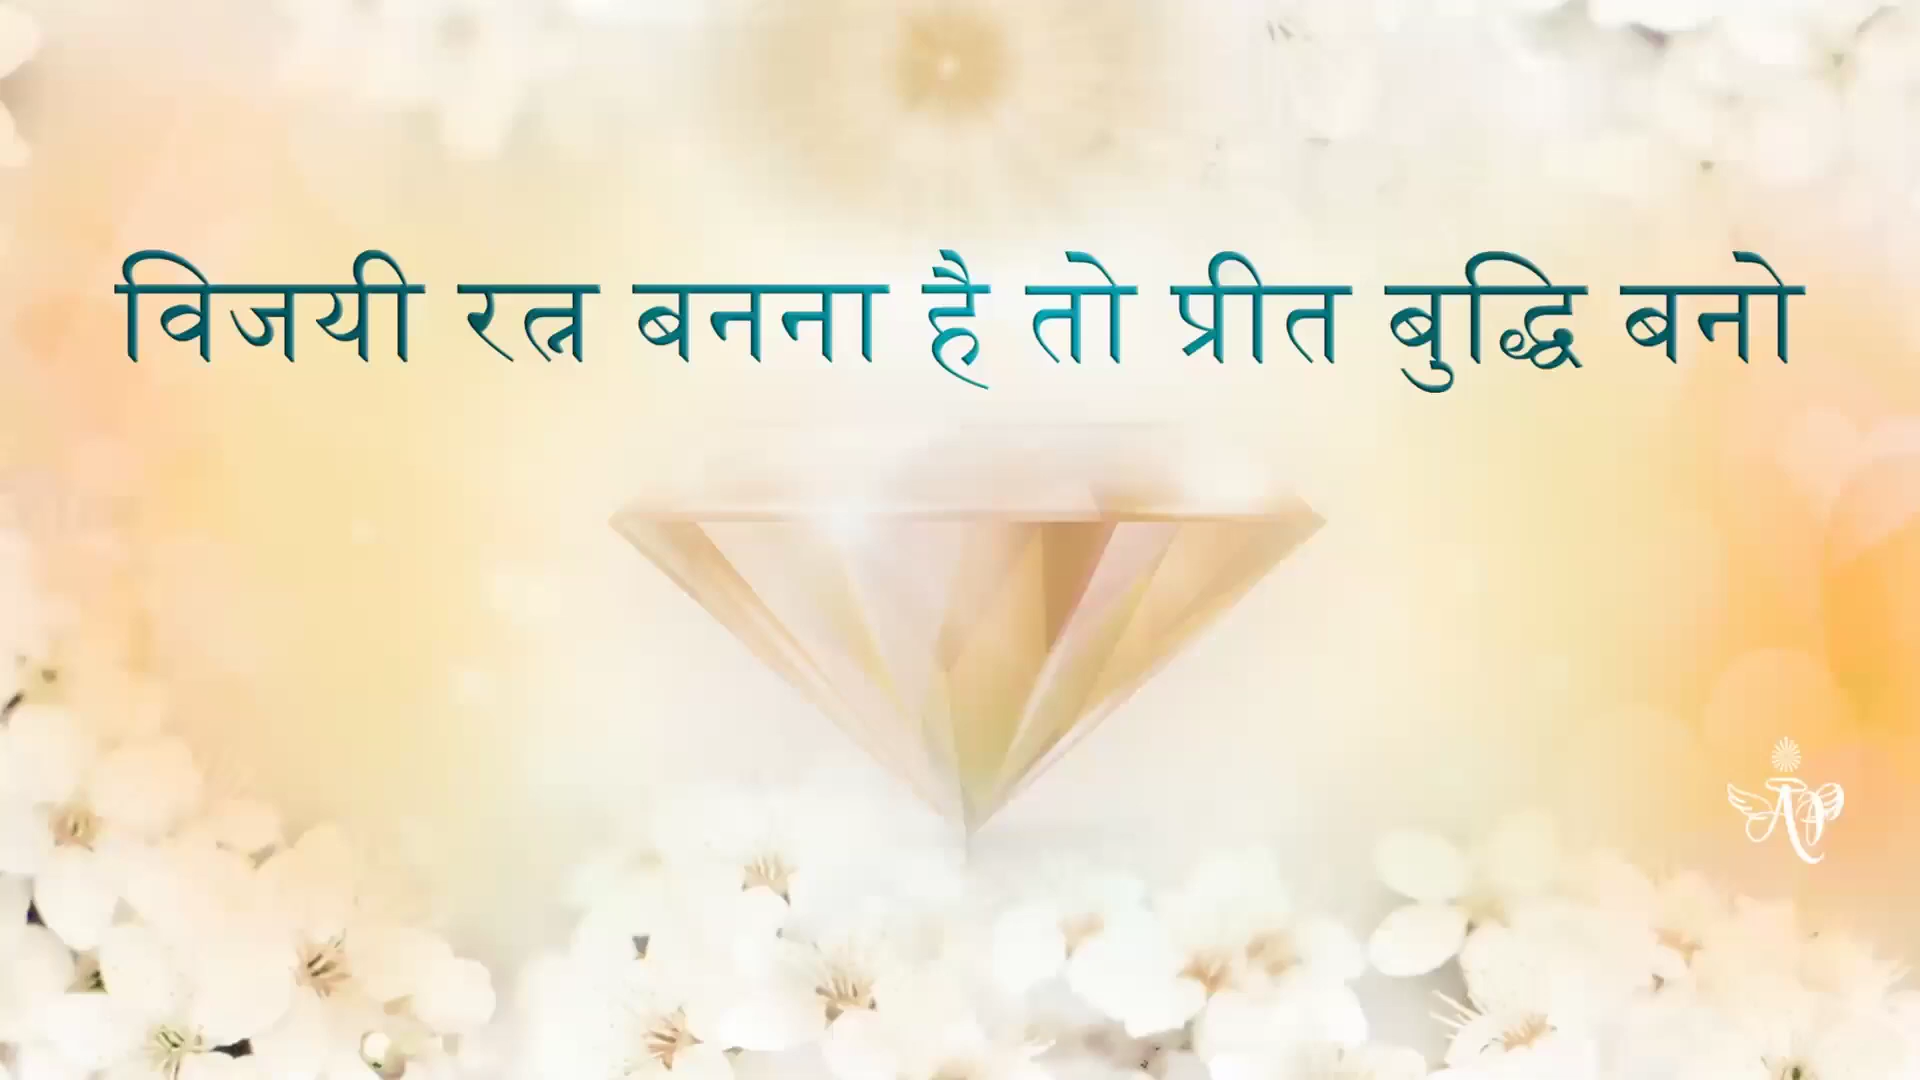 विजयी रत्न बनना है तो प्रीत बुद्धि बनो